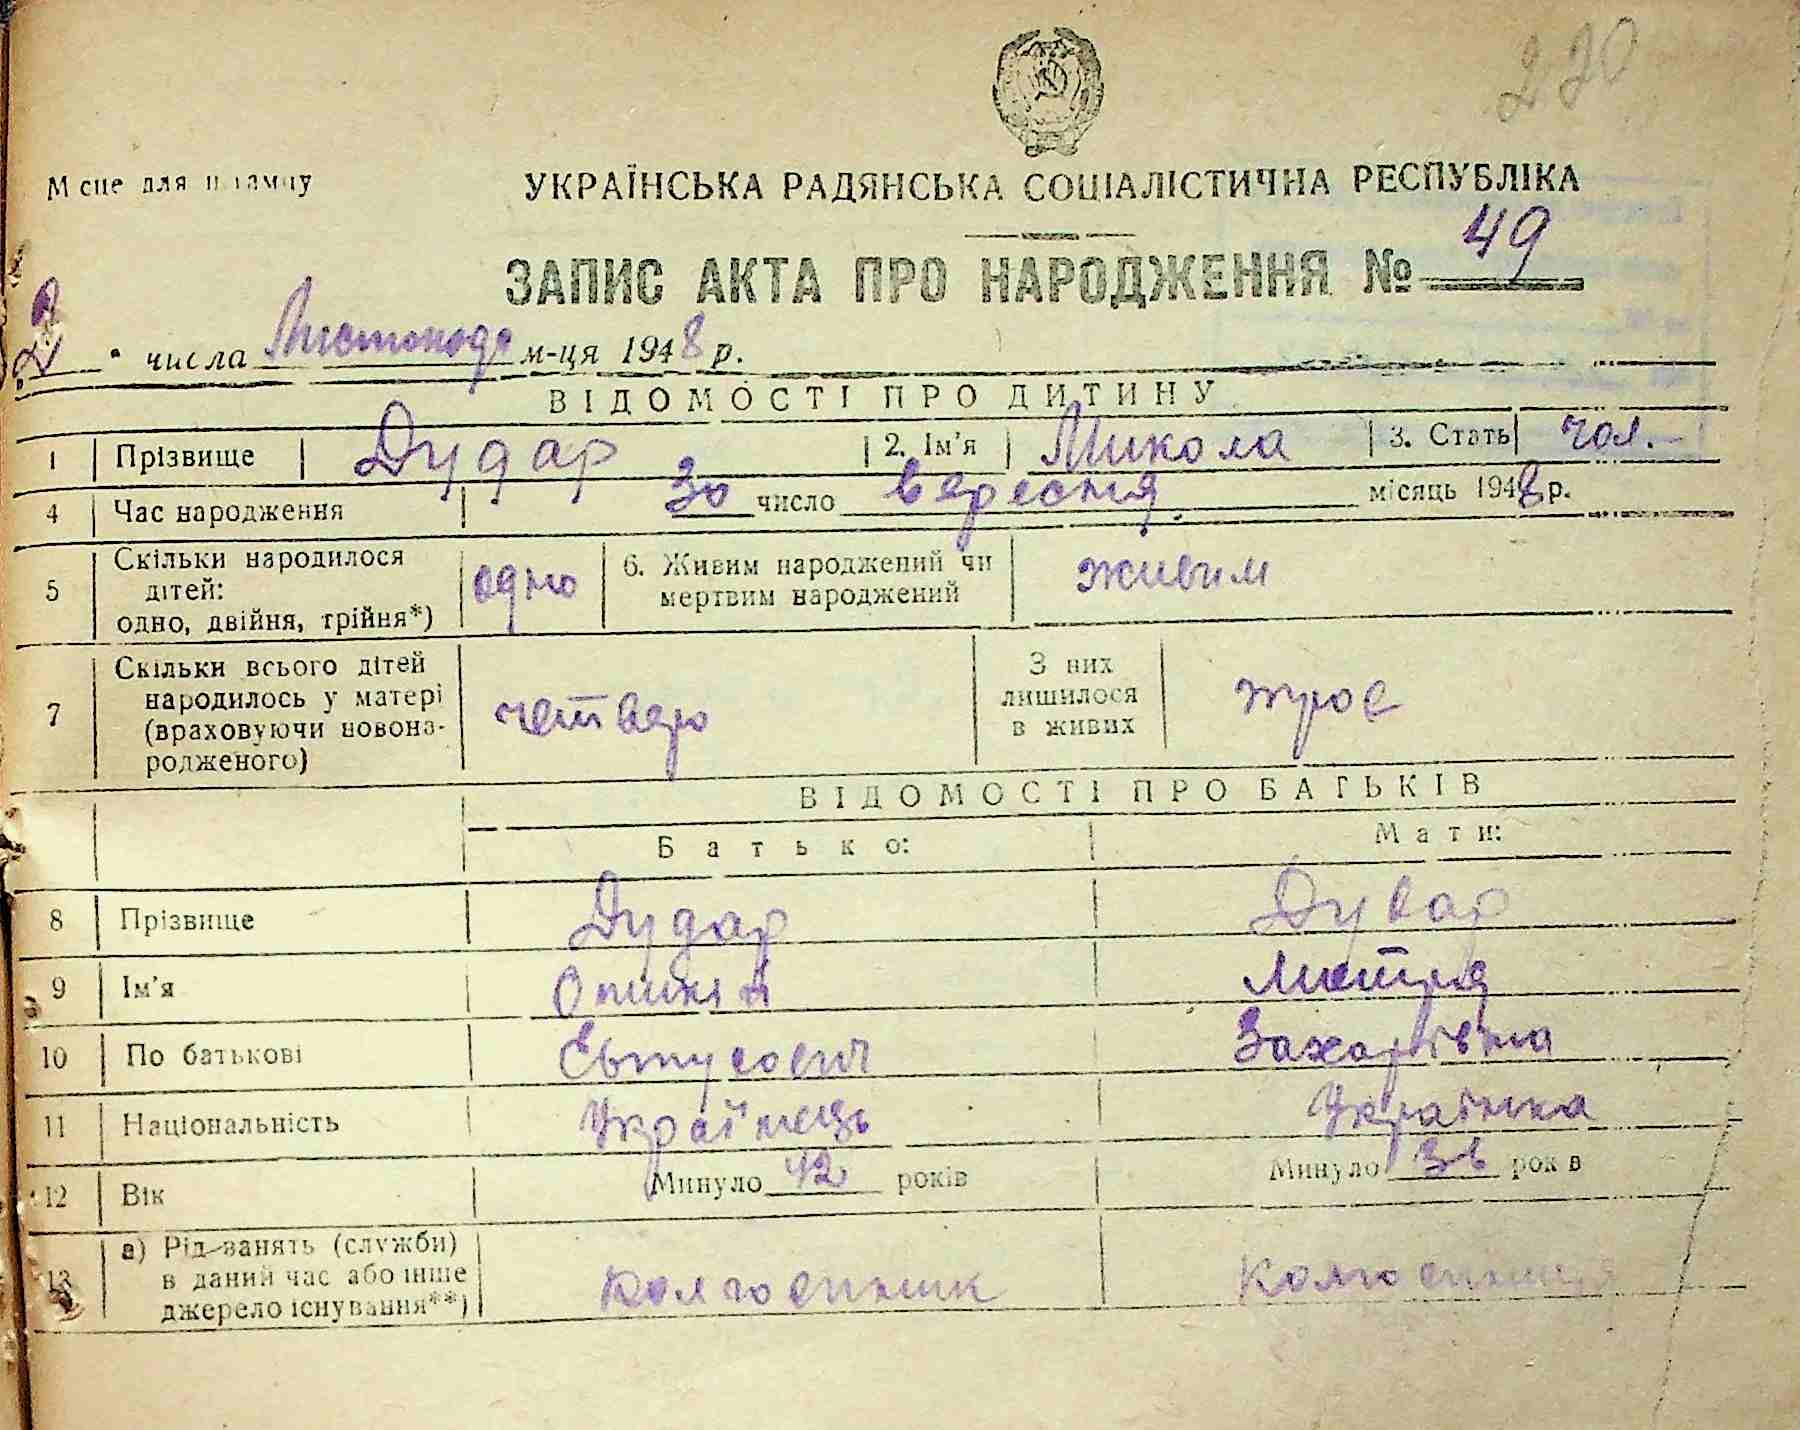 220
Місце для штампу
УКРАЇНСЬКА РАДЯНСЬКА СОЦІАЛІСТИЧНА РЕСПУБЛІКА
ЗАПИС АКТА ПРО НАРОДЖЕННЯ № 49
2 " числа Листопада м-ця 1948 р.
ВІДОМОСТІ ПРО ДИТИНУ
1 Прізвище Дудар 2. Ім'я Микола 3. Стать чол.
4 Час народження 30 число вересня місяць 1948 р.
5 Скільки народилося дітей: одно, двійня, трійня*) одно 6. Живим народжений чи мертвим народжений живим
7 Скільки всього дітей народилось у матері (враховуючи новонародженого) четверо З них лишилося в живих троє
ВІДОМОСТІ ПРО БАТЬКІВ
Батько: Мати:
8 Прізвище Дудар Дудар
9 Ім'я
10 По батькові Захарівна
11 Національність Українець Українка
12 Вік Минуло 42 років Минуло років
13 а) Рід занять (служби) в даний час або інше джерело існування**) колгоспник колгоспниця